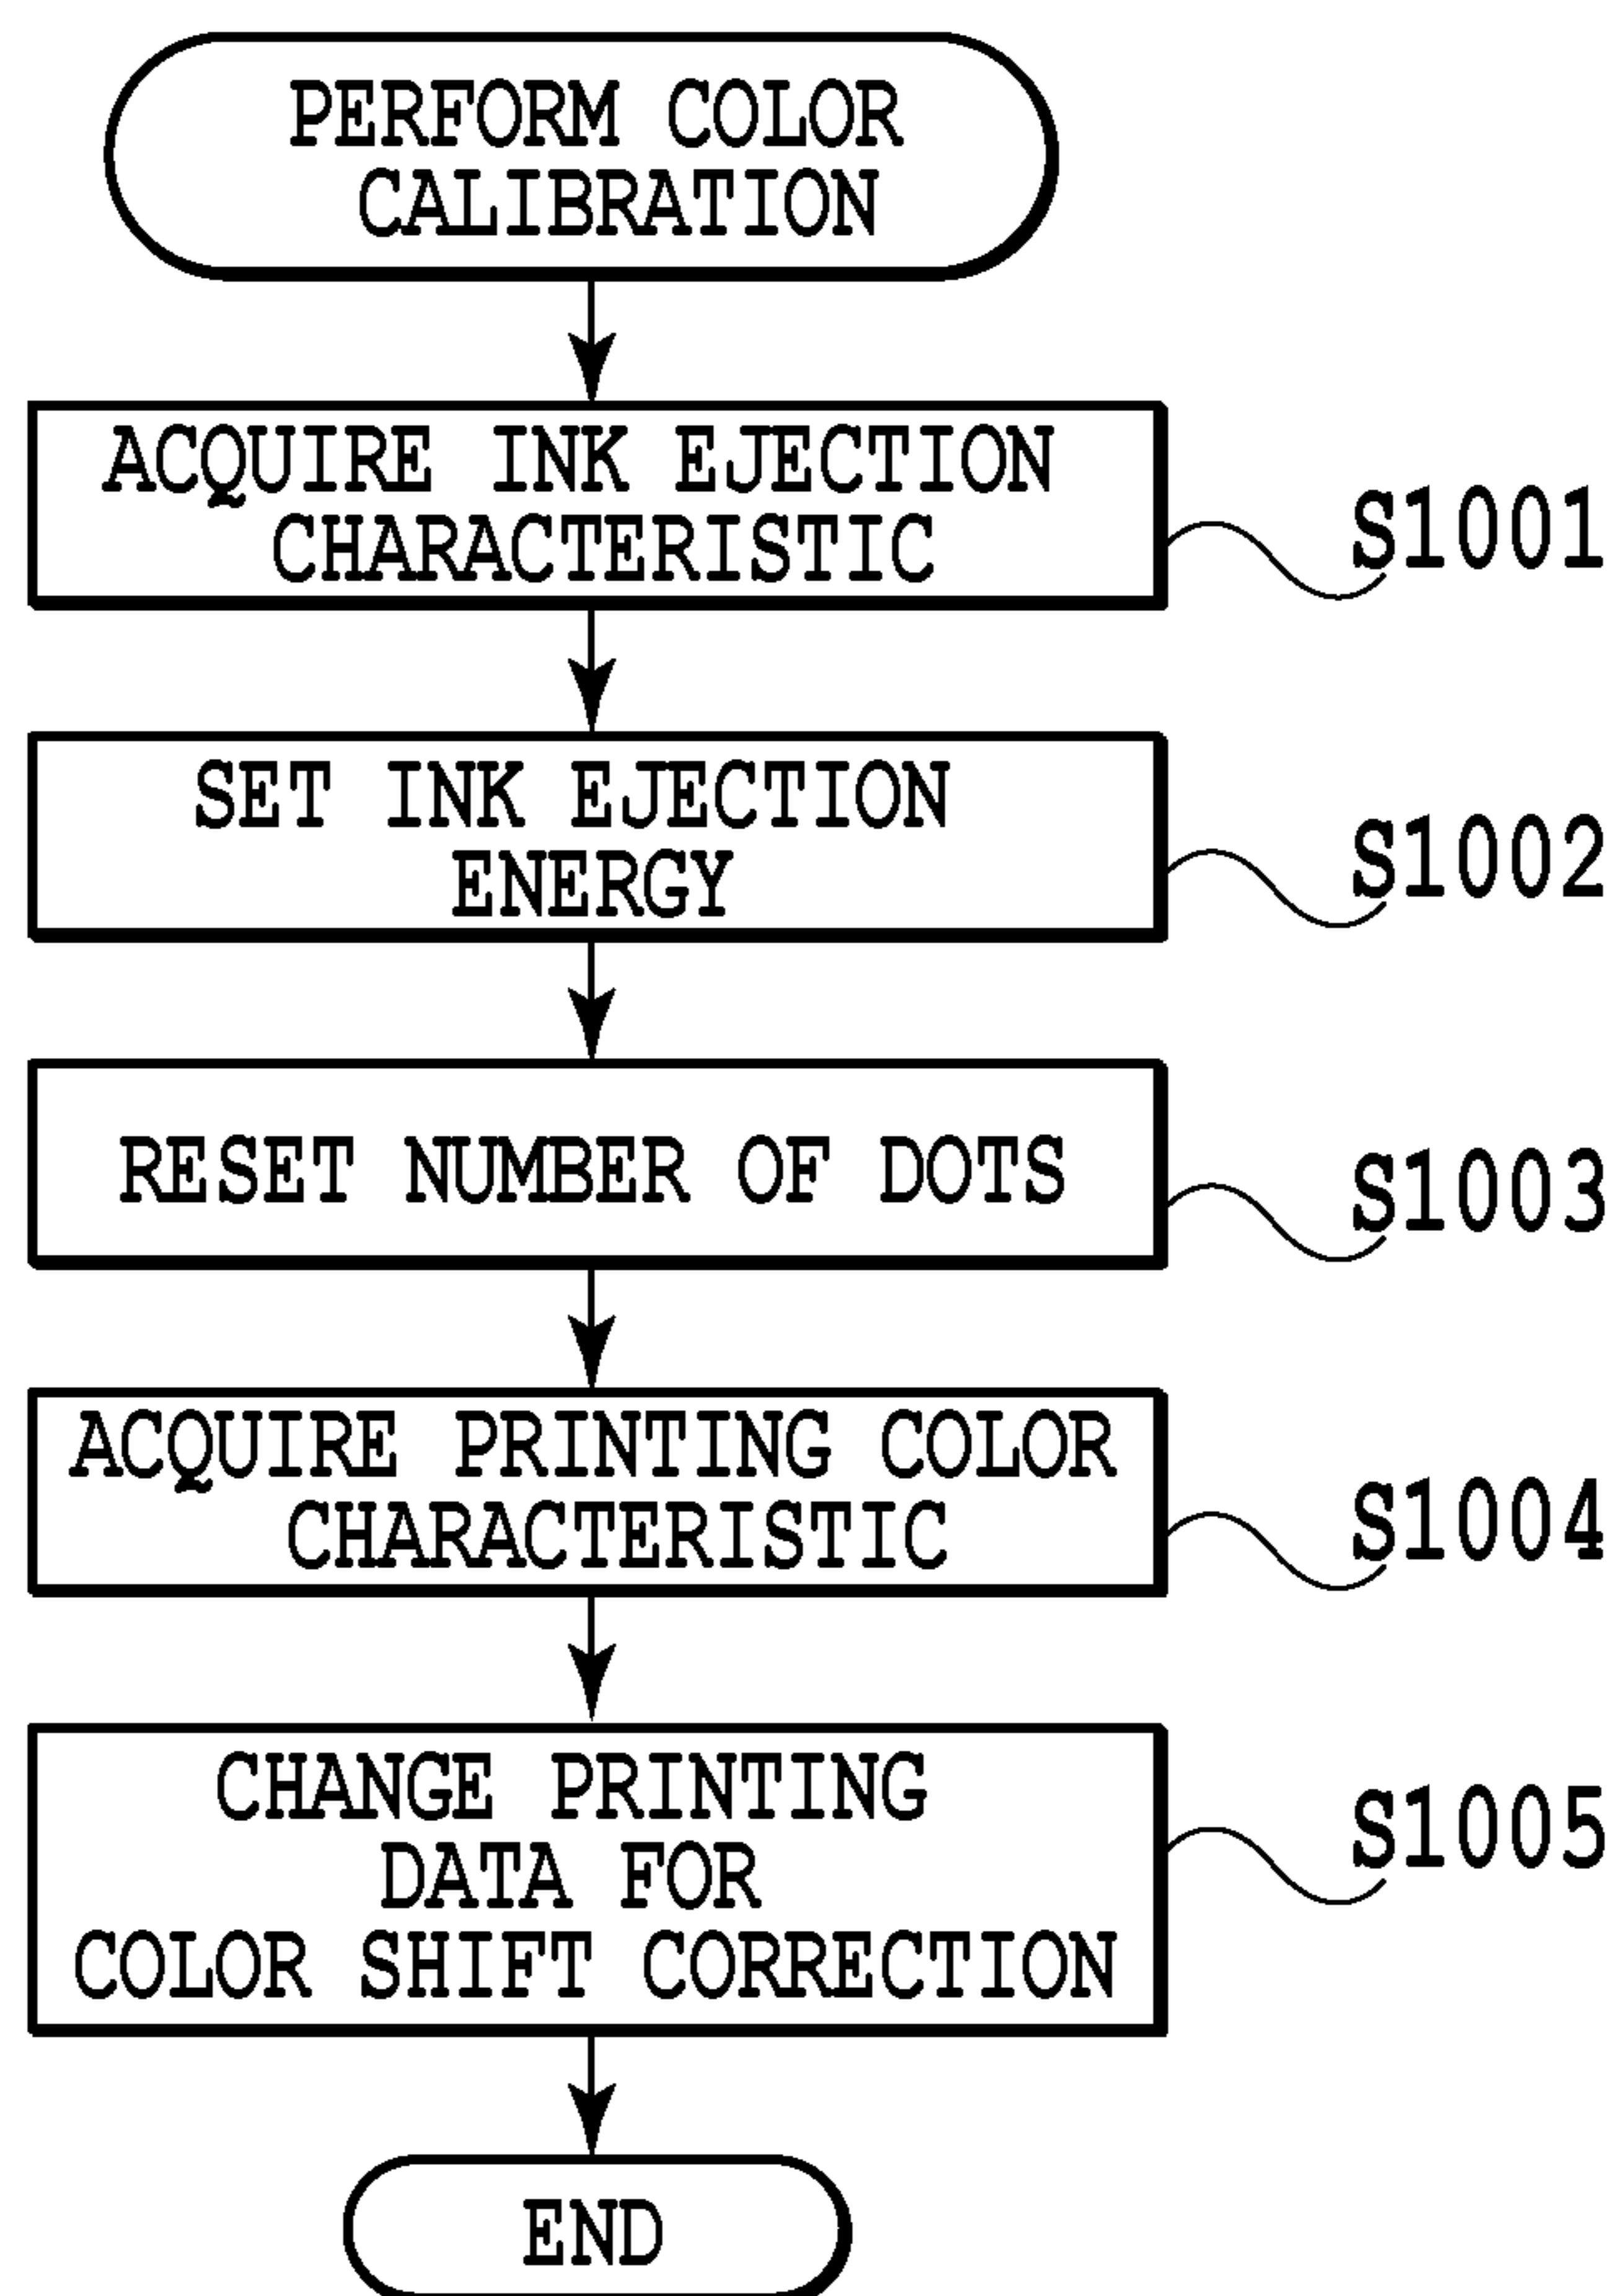 PERFORM COLOR
CALIBRATION
ACQUIRE INK EJECTION
CHARACTERISTIC
S1001
SET INK EJECTION
ENERGY
S1002
RESET NUMBER OF DOTS
S1003
ACQUIRE PRINTING COLOR
CHARACTERISTIC
S1004
CHANGE PRINTING
DATA FOR
COLOR SHIFT CORRECTION
S1005
END